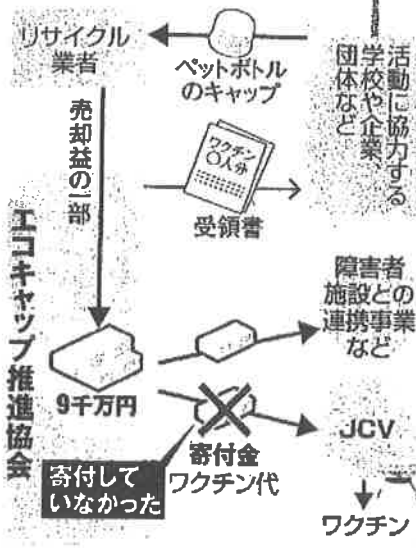 リサイクル
業者
ペットボトル
のキャップ
活動に協力する
学校や企業、
団体など
売却益の一部
ワクチン
〇人分
受領書
エコキャップ推進協会
9千万円
障害者
施設との
連携事業
など
寄付して
いなかった
寄付金
ワクチン代
JCV
ワクチン